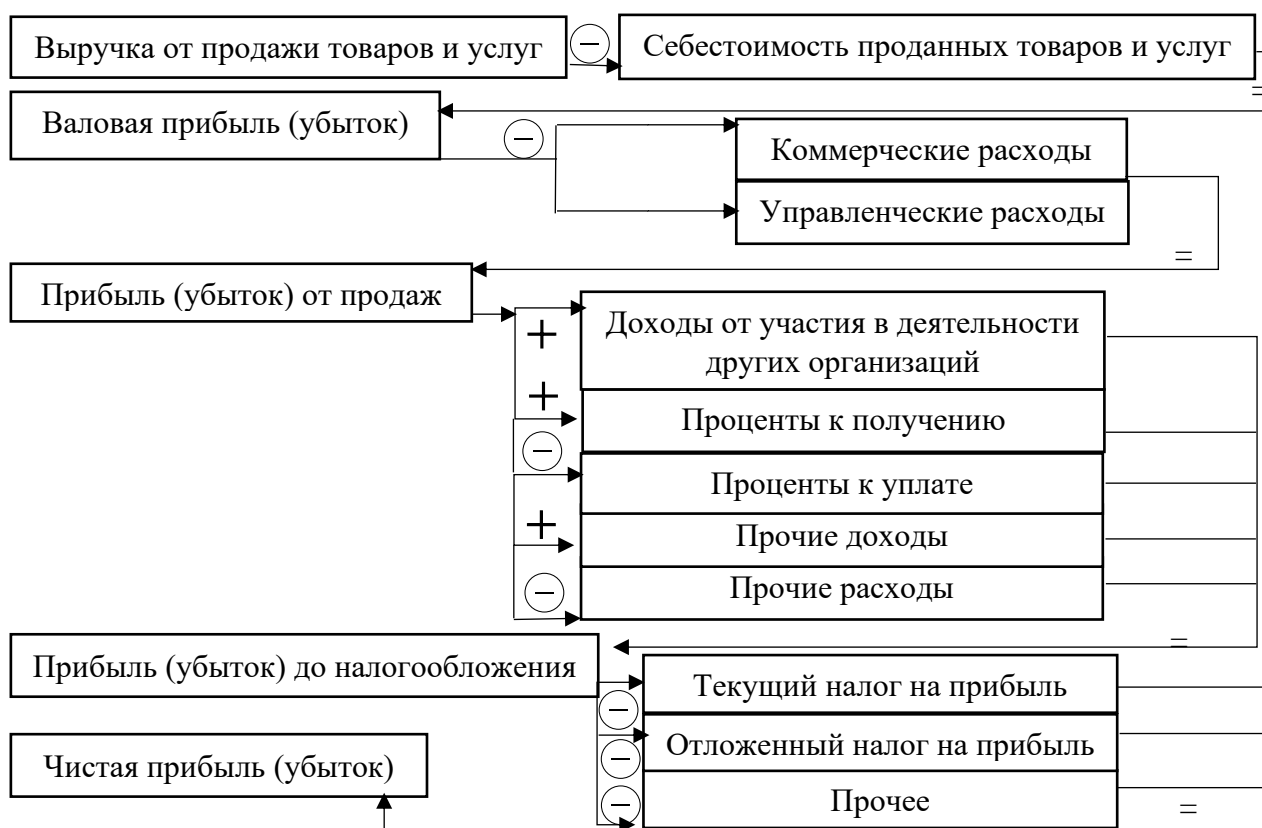 Выручка от продажи товаров и услуг
−
Себестоимость проданных товаров и услуг
=
Валовая прибыль (убыток)
−
Коммерческие расходы
Управленческие расходы
=
Прибыль (убыток) от продаж
+
Доходы от участия в деятельности
других организаций
+
Проценты к получению
−
Проценты к уплате
+
Прочие доходы
−
Прочие расходы
=
Прибыль (убыток) до налогообложения
Текущий налог на прибыль
−
Отложенный налог на прибыль
−
Чистая прибыль (убыток)
Прочее
−
=